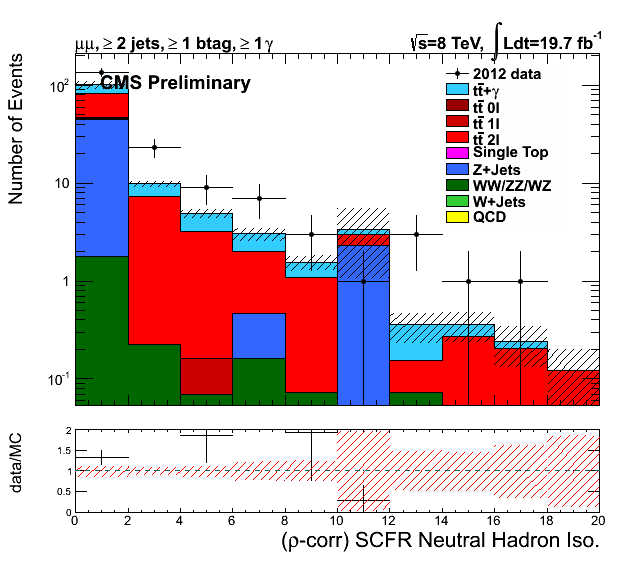 μμ, ≥ 2 jets, ≥ 1 btag, ≥ 1 γ
√s=8 TeV, ∫ Ldt=19.7 fb⁻¹
CMS Preliminary
Number of Events
10²
10
1
10⁻¹
2012 data
tt̄+γ
tt̄ 0l
tt̄ 1l
tt̄ 2l
Single Top
Z+Jets
WW/ZZ/WZ
W+Jets
QCD
data/MC
2
1.5
1
0.5
0
0 2 4 6 8 10 12 14 16 18 20
(ρ-corr) SCFR Neutral Hadron Iso.